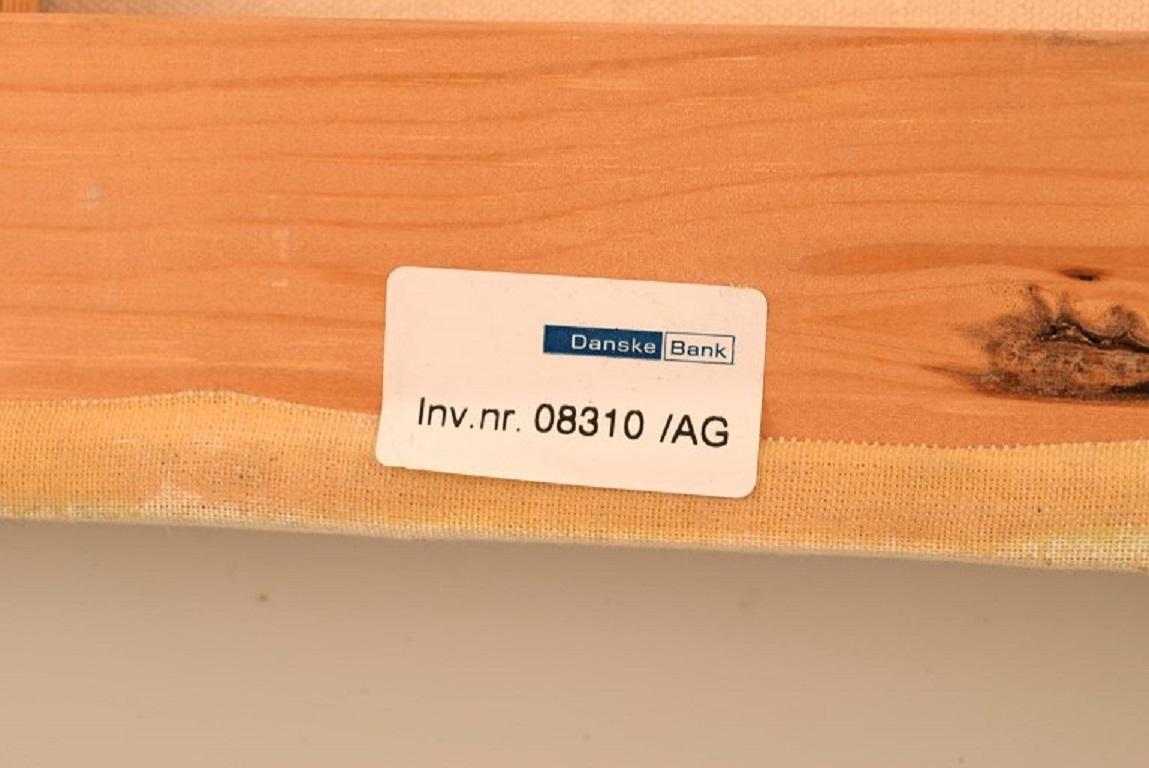 Danske Bank
Inv.nr. 08310 /AG